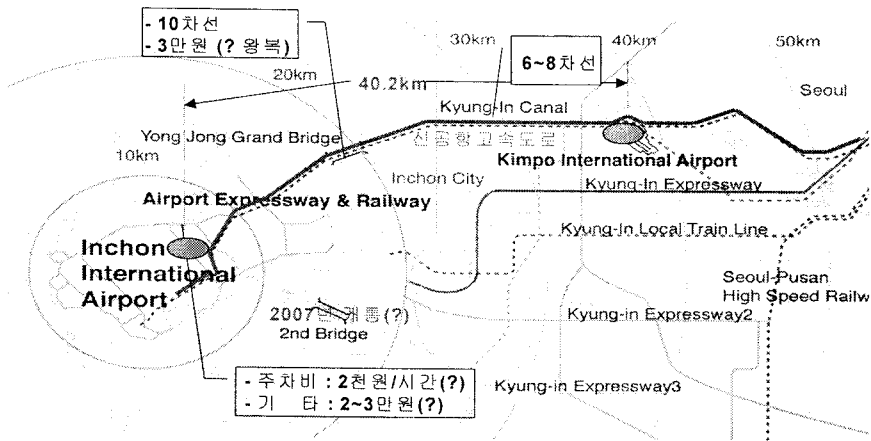 - 10차선
- 3만원 (? 왕복)
30km
40km
50km
6~8차선
20km
40.2km
Seoul
Kyung-In Canal
Yong Jong Grand Bridge
신공항고속도로
10km
Kimpo International Airport
Inchon City
Kyung-In Expressway
Airport Expressway & Railway
Kyung-In Local Train Line
Inchon
International
Airport
Seoul-Pusan
High Speed Railw
2007년 개통(?)
2nd Bridge
Kyung-in Expressway2
- 주차비 : 2천원/시간(?)
- 기 타 : 2~3만원(?)
Kyung-in Expressway3